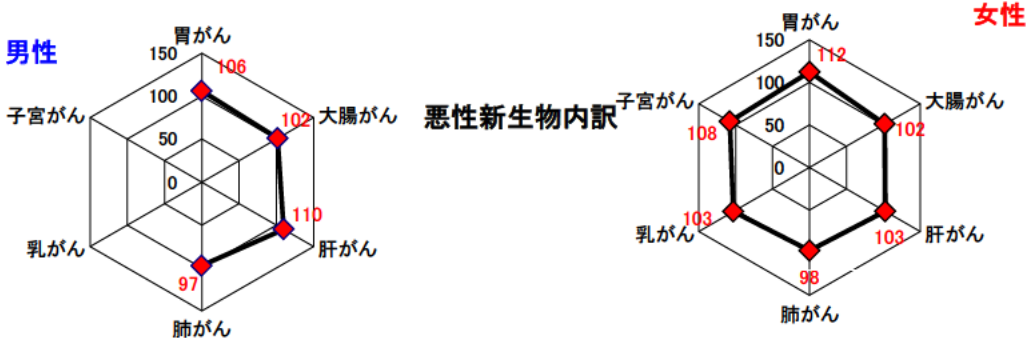 男性
胃がん
150
106
100
子宮がん
大腸がん
102
50
0
110
乳がん
肝がん
97
肺がん
悪性新生物内訳
女性
胃がん
150
112
100
子宮がん
大腸がん
108
102
50
0
103
103
乳がん
肝がん
98
肺がん